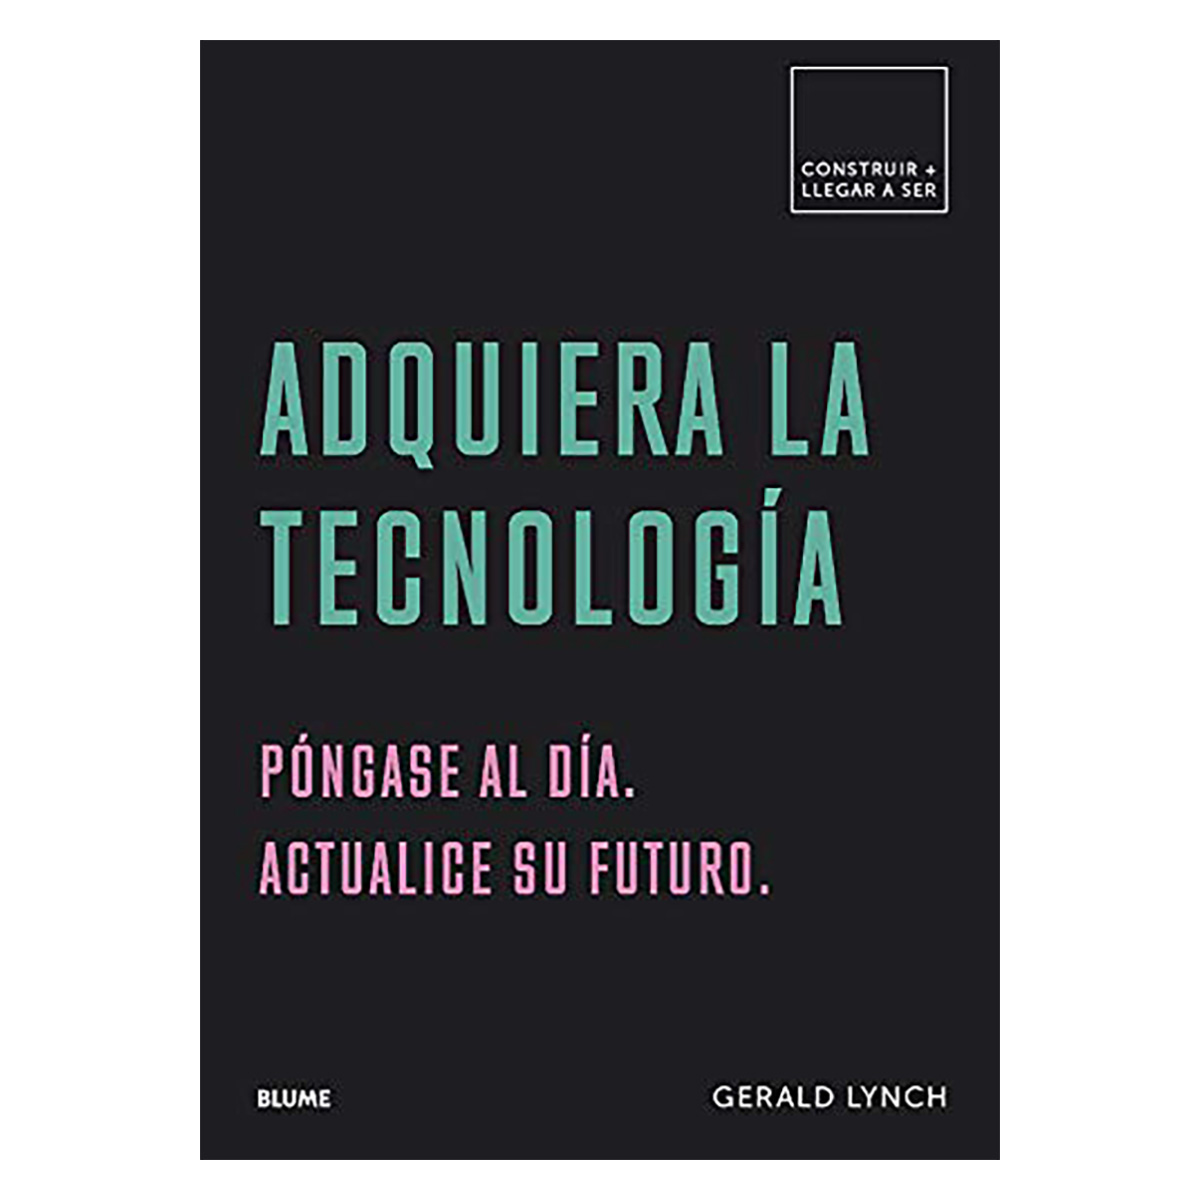 CONSTRUIR +
LLEGAR A SER
ADQUIERA LA
TECNOLOGÍA
PÓNGASE AL DÍA.
ACTUALICE SU FUTURO.
BLUME
GERALD LYNCH